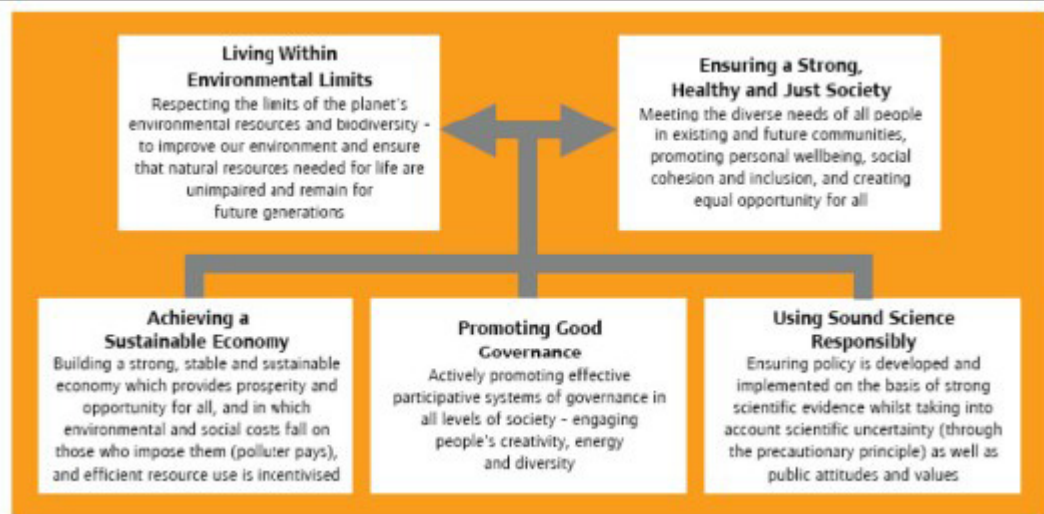 Living Within
Environmental Limits
Respecting the limits of the planet's
environmental resources and biodiversity -
to improve our environment and ensure
that natural resources needed for life are
unimpaired and remain for
future generations
Ensuring a Strong,
Healthy and Just Society
Meeting the diverse needs of all people
in existing and future communities,
promoting personal wellbeing, social
cohesion and inclusion, and creating
equal opportunity for all
Achieving a
Sustainable Economy
Building a strong, stable and sustainable
economy which provides prosperity and
opportunity for all, and in which
environmental and social costs fall on
those who impose them (polluter pays),
and efficient resource use is incentivised
Promoting Good
Governance
Actively promoting effective
participative systems of governance in
all levels of society - engaging
people's creativity, energy
and diversity
Using Sound Science
Responsibly
Ensuring policy is developed and
implemented on the basis of strong
scientific evidence whilst taking into
account scientific uncertainty (through
the precautionary principle) as well as
public attitudes and values